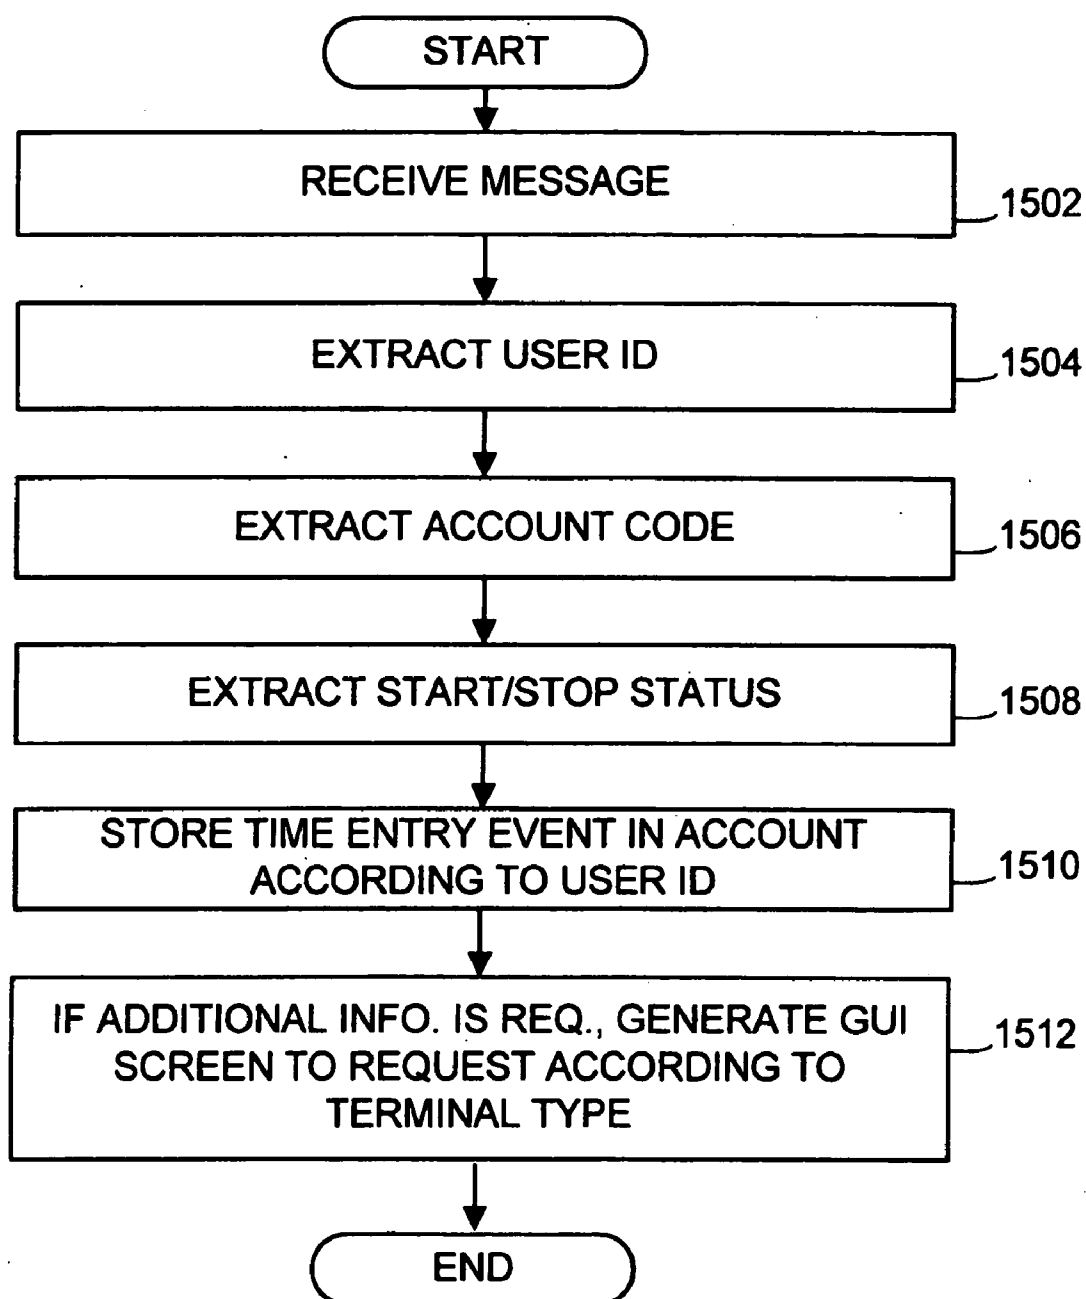 START
RECEIVE MESSAGE
1502
EXTRACT USER ID
1504
EXTRACT ACCOUNT CODE
1506
EXTRACT START/STOP STATUS
1508
STORE TIME ENTRY EVENT IN ACCOUNT
ACCORDING TO USER ID
1510
IF ADDITIONAL INFO. IS REQ., GENERATE GUI
SCREEN TO REQUEST ACCORDING TO
TERMINAL TYPE
1512
END